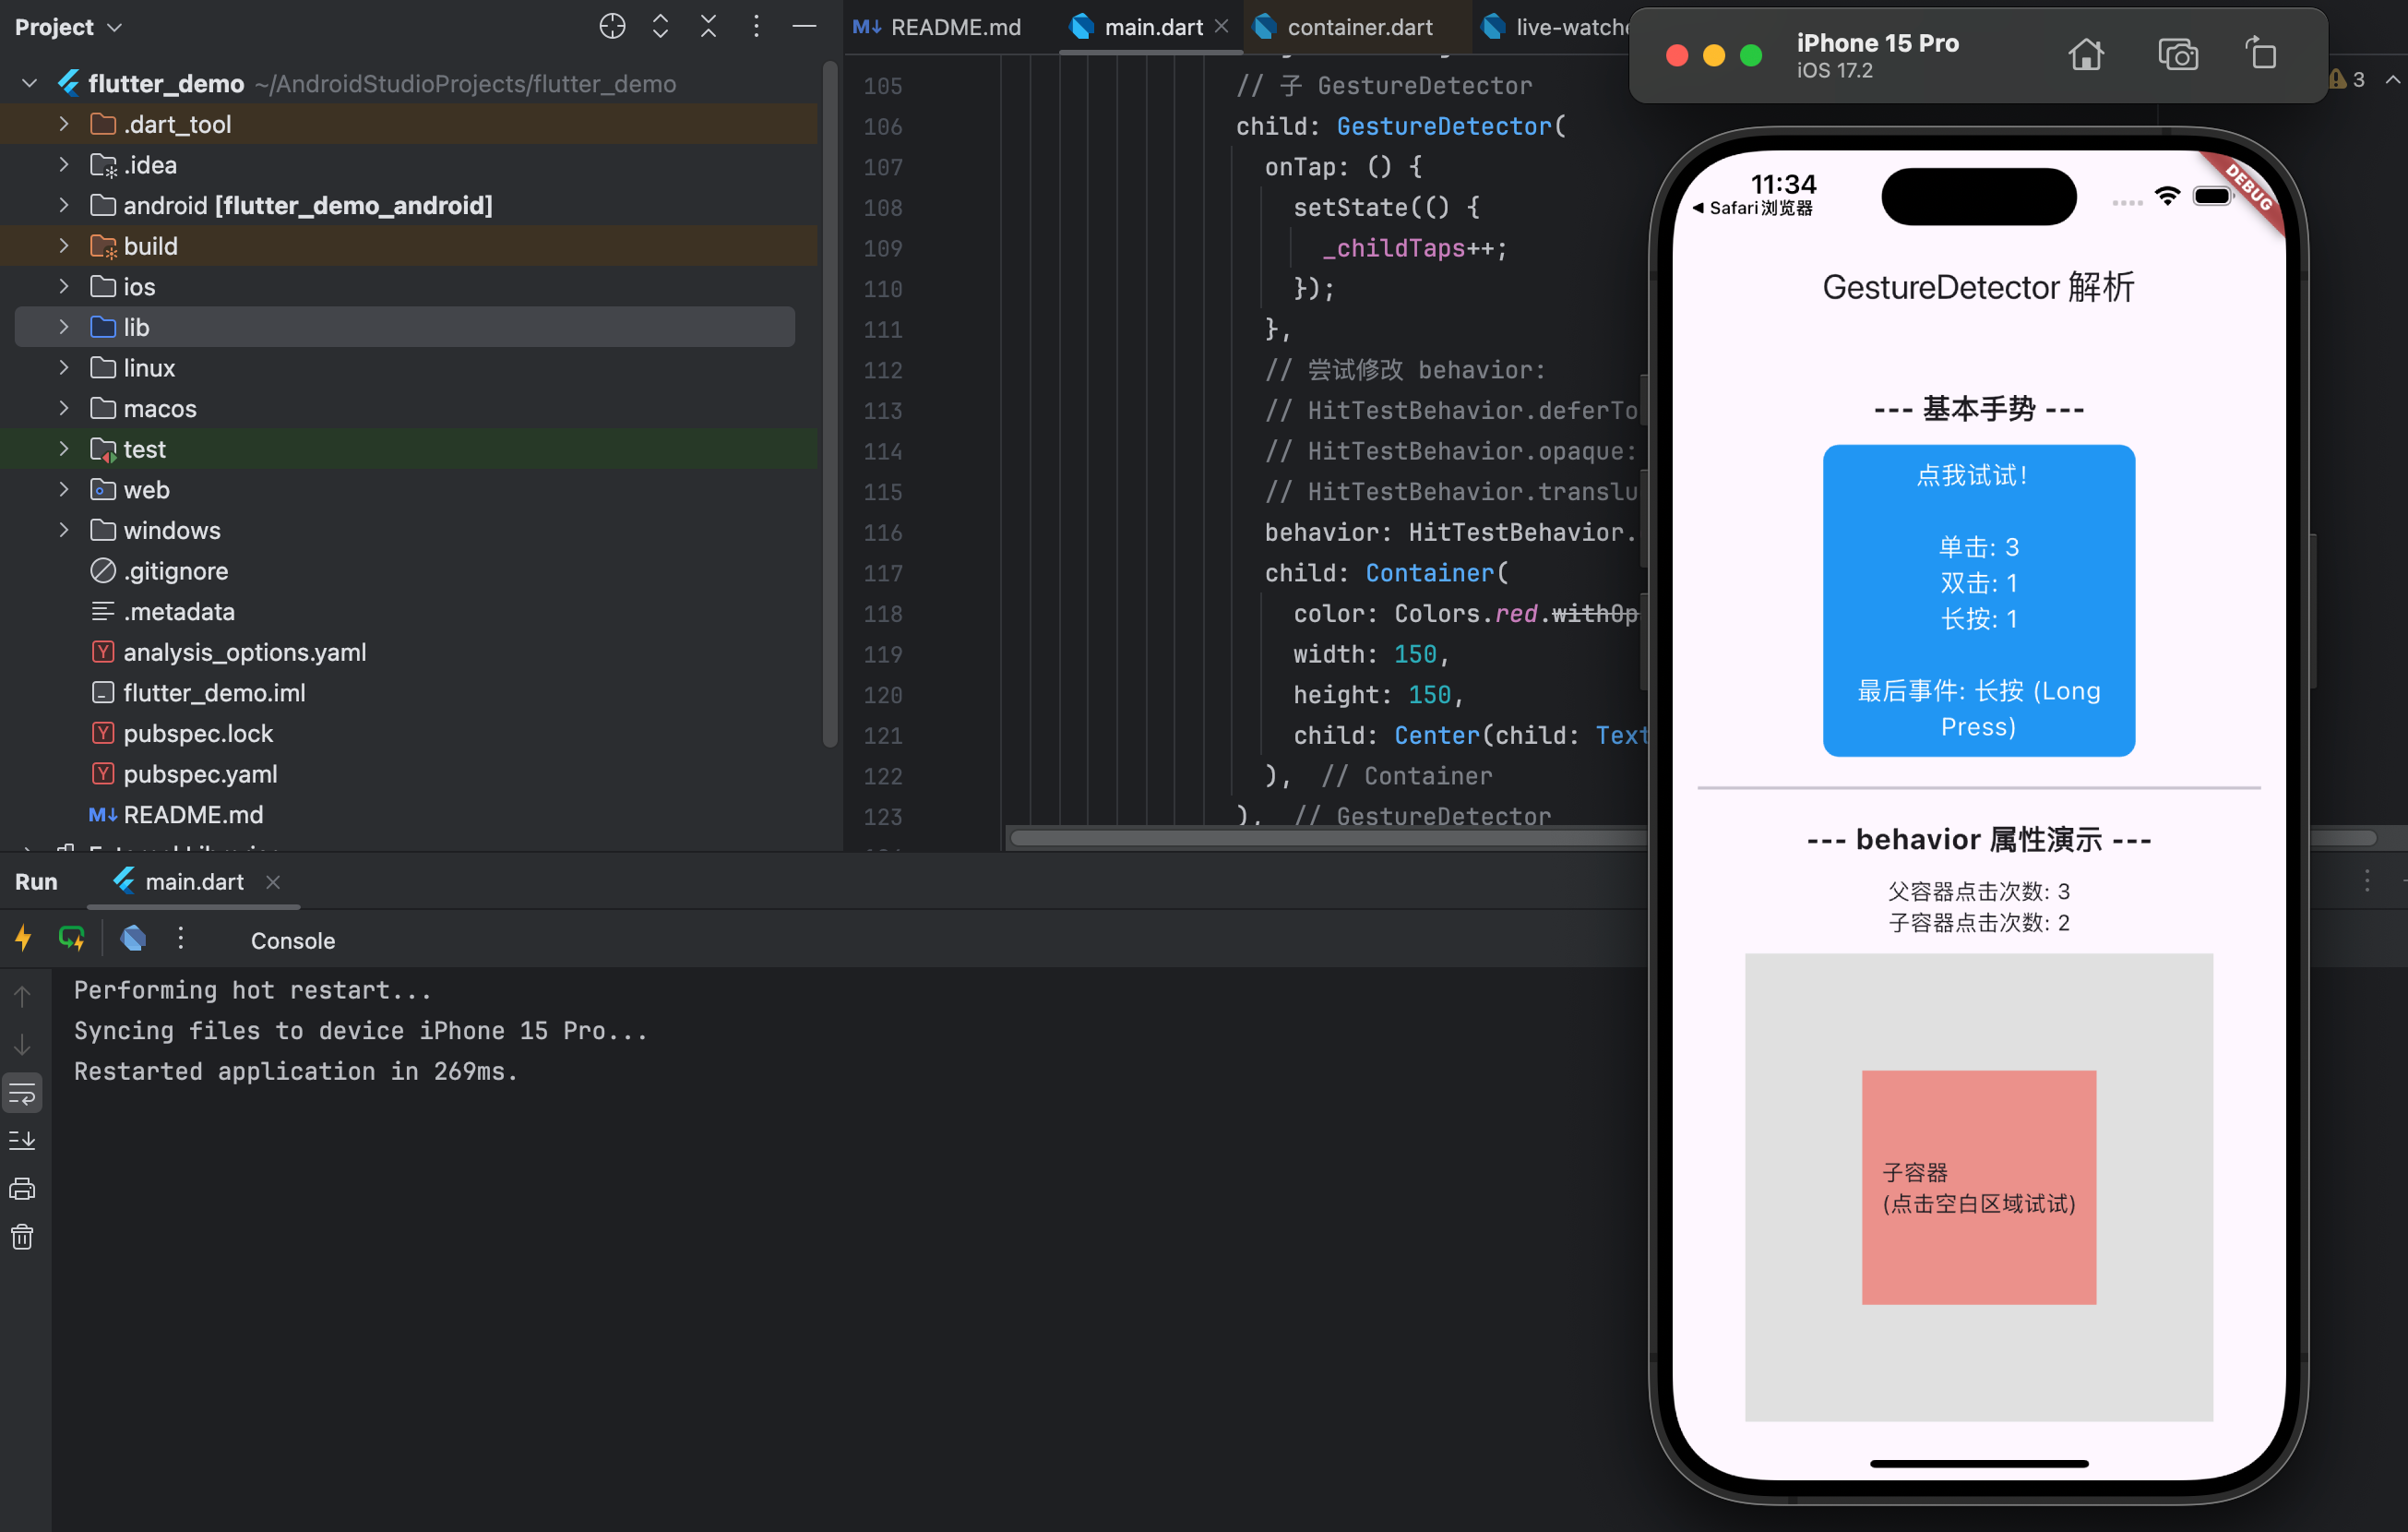 Project
flutter_demo ~/AndroidStudioProjects/flutter_demo
.dart_tool
.idea
android [flutter_demo_android]
build
ios
lib
linux
macos
test
web
windows
.gitignore
.metadata
analysis_options.yaml
flutter_demo.iml
pubspec.lock
pubspec.yaml
M↓ README.md
M↓ README.md
main.dart
container.dart
live-watche
3
105 // 子 GestureDetector
106 child: GestureDetector(
107 onTap: () {
108 setState(() {
109 _childTaps++;
110 });
111 },
112 // 尝试修改 behavior:
113 // HitTestBehavior.deferTo
114 // HitTestBehavior.opaque:
115 // HitTestBehavior.translu
116 behavior: HitTestBehavior.
117 child: Container(
118 color: Colors.red.withOp
119 width: 150,
120 height: 150,
121 child: Center(child: Text
122 ), // Container
123 ), // GestureDetector
iPhone 15 Pro
iOS 17.2
11:34
◀ Safari浏览器
DEBUG
GestureDetector 解析
--- 基本手势 ---
点我试试!
单击: 3
双击: 1
长按: 1
最后事件: 长按 (Long
Press)
--- behavior 属性演示 ---
父容器点击次数: 3
子容器点击次数: 2
子容器
(点击空白区域试试)
Run
main.dart
Console
Performing hot restart...
Syncing files to device iPhone 15 Pro...
Restarted application in 269ms.